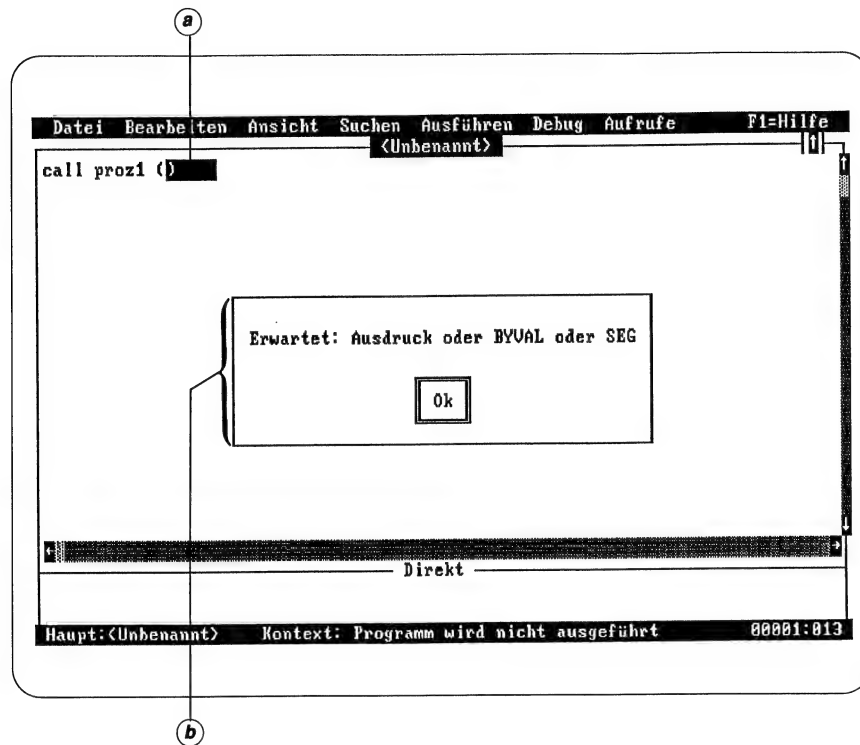 a
Datei Bearbeiten Ansicht Suchen Ausführen Debug Aufrufe F1=Hilfe
<Unbenannt>
call proz1 ()
Erwartet: Ausdruck oder BYVAL oder SEG
Ok
Direkt
Haupt:<Unbenannt> Kontext: Programm wird nicht ausgeführt 00001:013
b